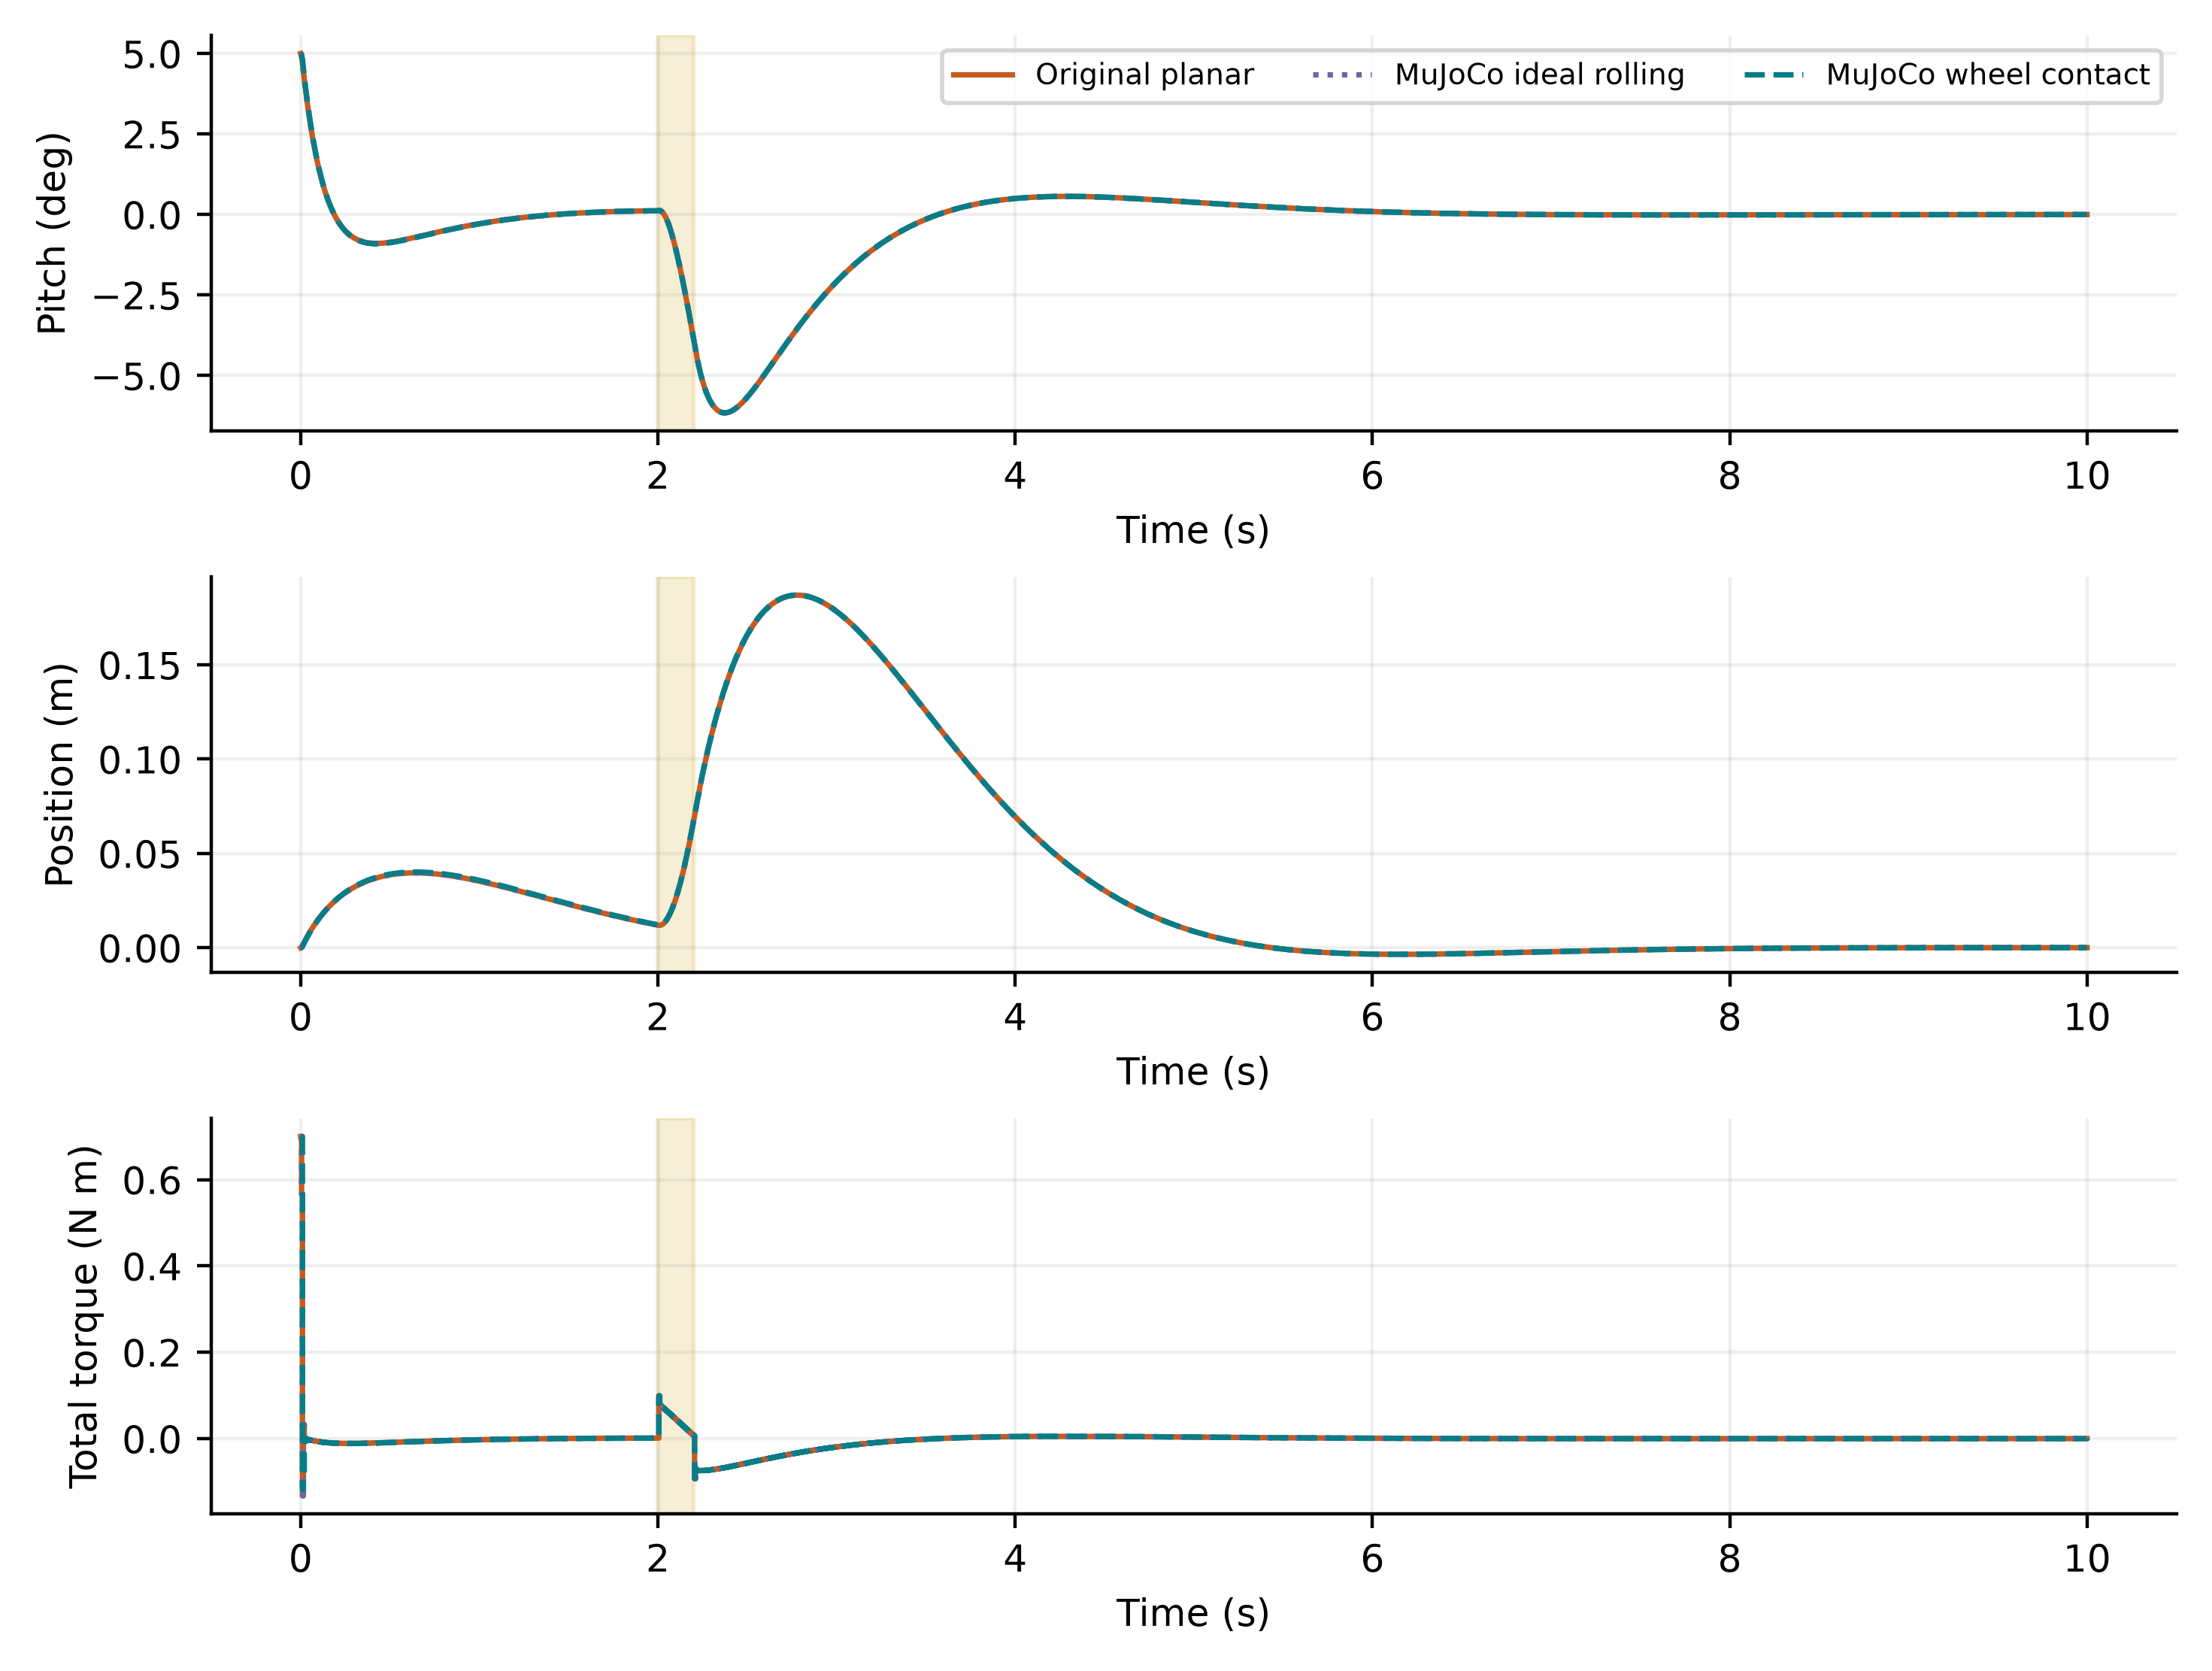 Original planar
MuJoCo ideal rolling
MuJoCo wheel contact
Pitch (deg)
5.0
2.5
0.0
−2.5
−5.0
0 2 4 6 8 10
Time (s)
Position (m)
0.15
0.10
0.05
0.00
0 2 4 6 8 10
Time (s)
Total torque (N m)
0.6
0.4
0.2
0.0
0 2 4 6 8 10
Time (s)